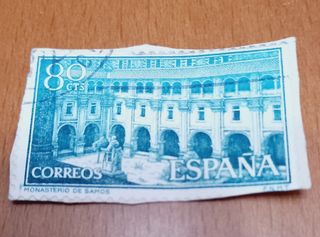 80
CTS
CORREOS ESPAÑA
MONASTERIO DE SAMOS F.N.M.T.